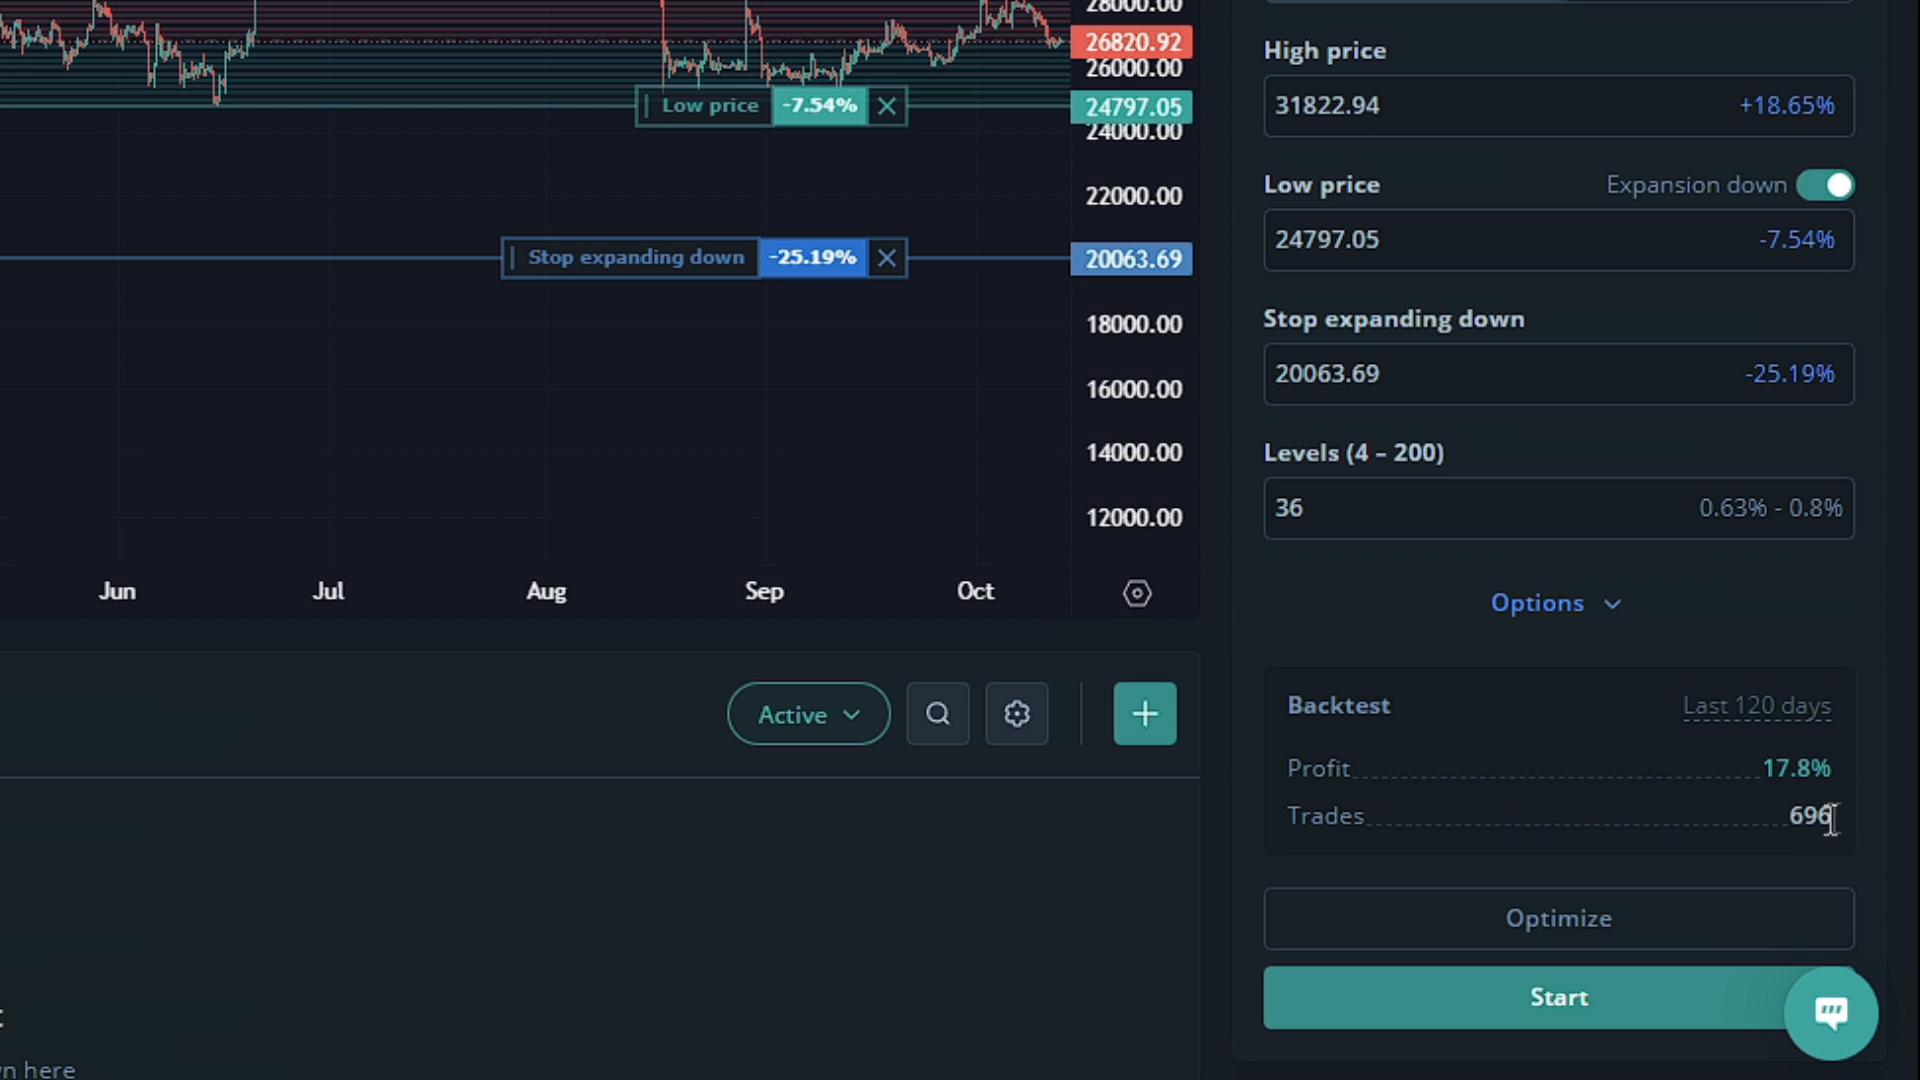 28000.00
26820.92
26000.00
Low price -7.54%
24797.05
24000.00
22000.00
Stop expanding down -25.19%
20063.69
18000.00
16000.00
14000.00
12000.00
Jun Jul Aug Sep Oct
Active
n here
High price
31822.94 +18.65%
Low price Expansion down
24797.05 -7.54%
Stop expanding down
20063.69 -25.19%
Levels (4 – 200)
36 0.63% - 0.8%
Options
Backtest Last 120 days
Profit 17.8%
Trades 696
Optimize
Start